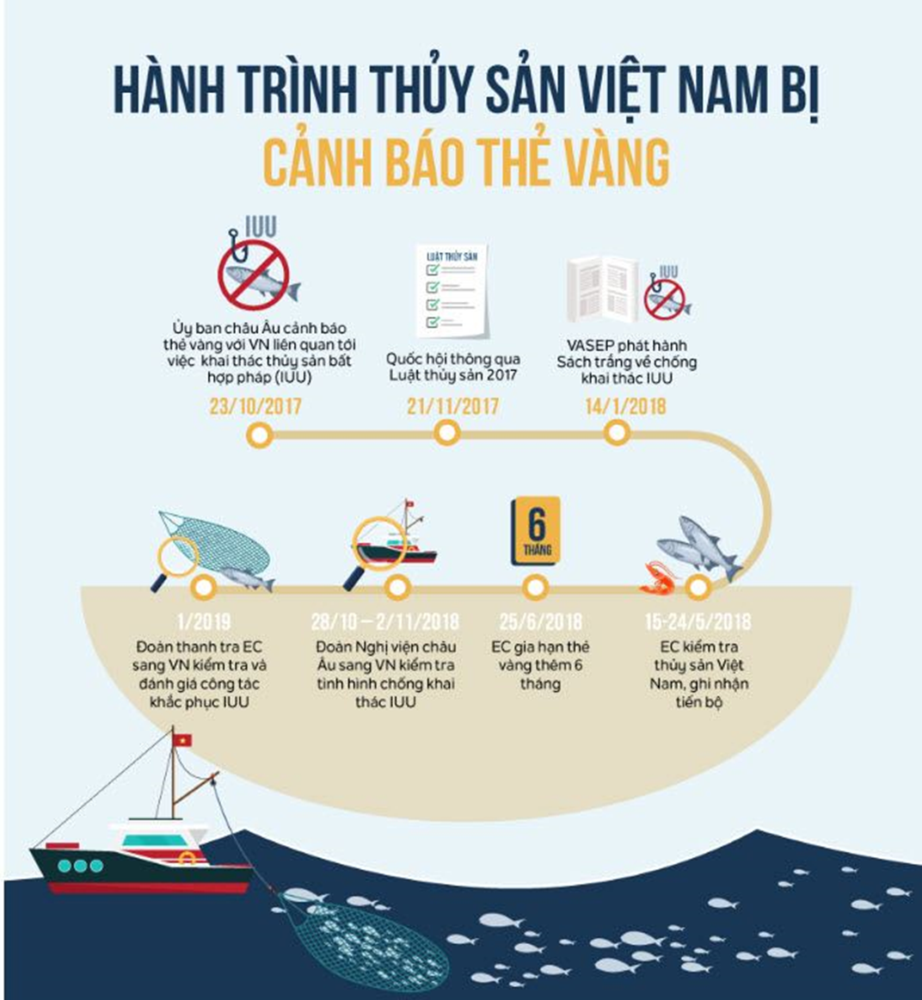 HÀNH TRÌNH THỦY SẢN VIỆT NAM BỊ
CẢNH BÁO THẺ VÀNG
IUU
Ủy ban châu Âu cảnh báo
thẻ vàng với VN liên quan tới
việc khai thác thủy sản bất
hợp pháp (IUU)
23/10/2017
LUẬT THỦY SẢN
Quốc hội thông qua
Luật thủy sản 2017
21/11/2017
IUU
VASEP phát hành
Sách trắng về chống
khai thác IUU
14/1/2018
15-24/5/2018
EC kiểm tra
thủy sản Việt
Nam, ghi nhận
tiến bộ
6
THÁNG
25/6/2018
EC gia hạn thẻ
vàng thêm 6
tháng
28/10 – 2/11/2018
Đoàn Nghị viện châu
Âu sang VN kiểm tra
tình hình chống khai
thác IUU
1/2019
Đoàn thanh tra EC
sang VN kiểm tra và
đánh giá công tác
khắc phục IUU